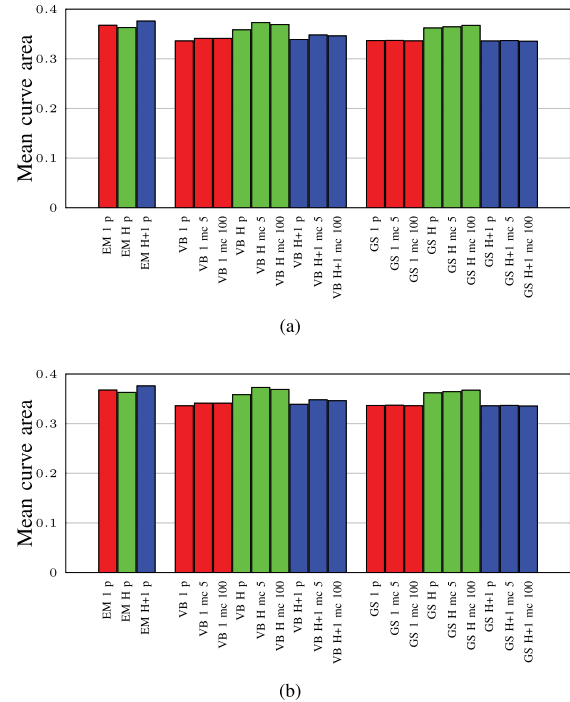 0.4
0.3
0.2
0.1
0
Mean curve area
EM 1 p
EM H p
EM H+1 p
VB 1 p
VB 1 mc 5
VB 1 mc 100
VB H p
VB H mc 5
VB H mc 100
VB H+1 p
VB H+1 mc 5
VB H+1 mc 100
GS 1 p
GS 1 mc 5
GS 1 mc 100
GS H p
GS H mc 5
GS H mc 100
GS H+1 p
GS H+1 mc 5
GS H+1 mc 100
(a)
0.4
0.3
0.2
0.1
0
Mean curve area
EM 1 p
EM H p
EM H+1 p
VB 1 p
VB 1 mc 5
VB 1 mc 100
VB H p
VB H mc 5
VB H mc 100
VB H+1 p
VB H+1 mc 5
VB H+1 mc 100
GS 1 p
GS 1 mc 5
GS 1 mc 100
GS H p
GS H mc 5
GS H mc 100
GS H+1 p
GS H+1 mc 5
GS H+1 mc 100
(b)